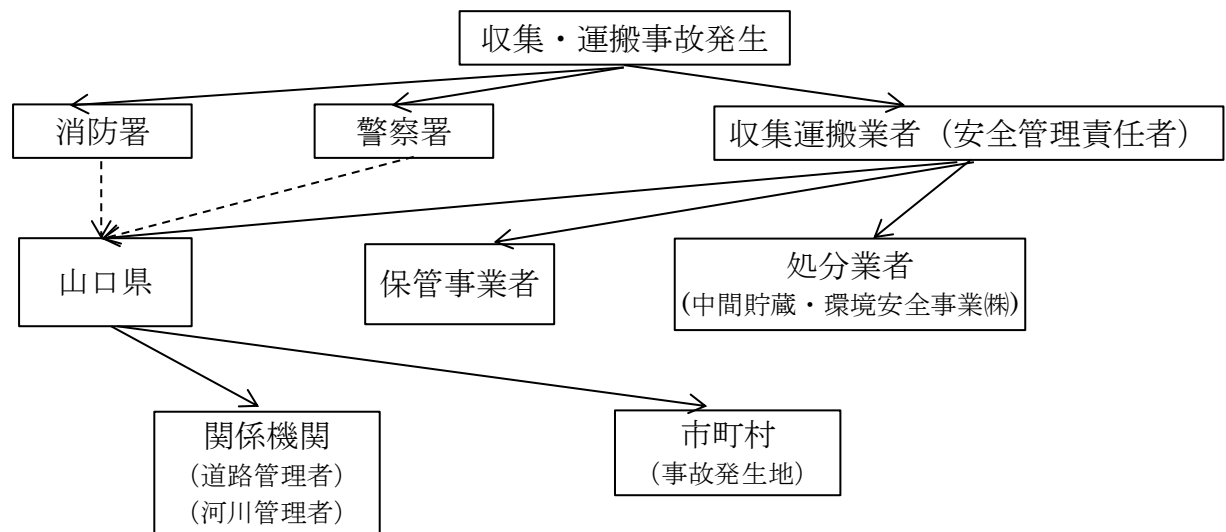 収集・運搬事故発生
消防署
警察署
収集運搬業者（安全管理責任者）
山口県
保管事業者
処分業者
(中間貯蔵・環境安全事業㈱)
関係機関
（道路管理者）
（河川管理者）
市町村
（事故発生地）